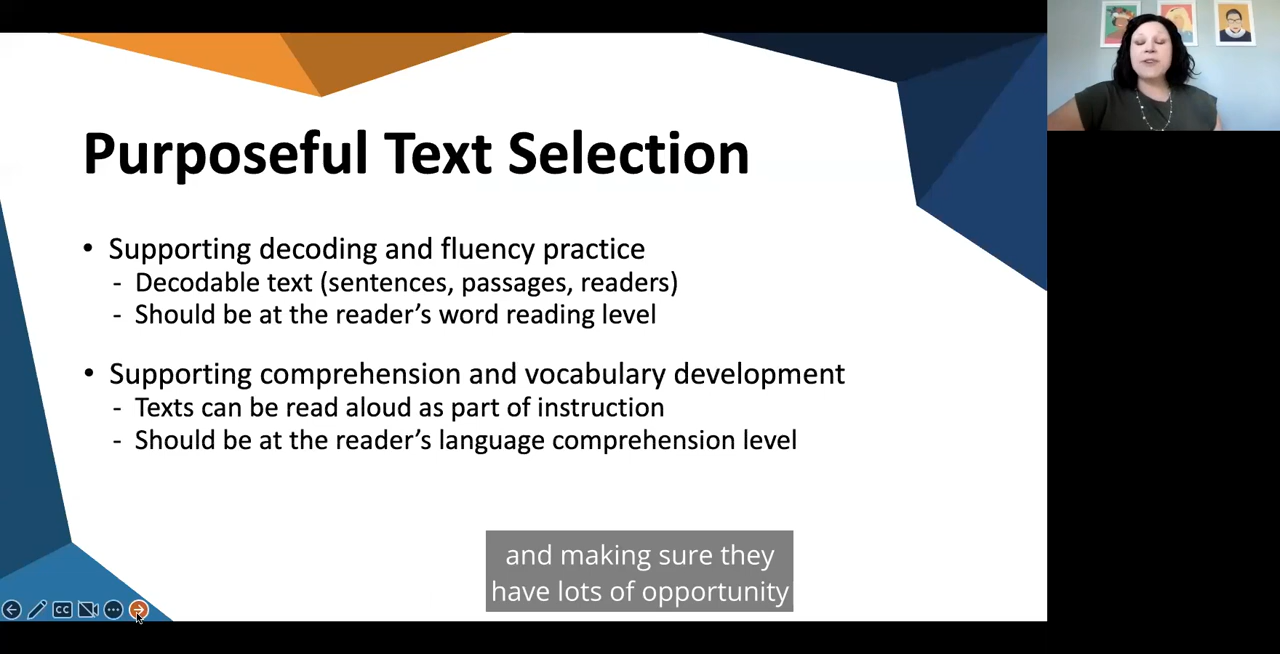 Purposeful Text Selection
• Supporting decoding and fluency practice
- Decodable text (sentences, passages, readers)
- Should be at the reader’s word reading level
• Supporting comprehension and vocabulary development
- Texts can be read aloud as part of instruction
- Should be at the reader’s language comprehension level
and making sure they
have lots of opportunity
CC